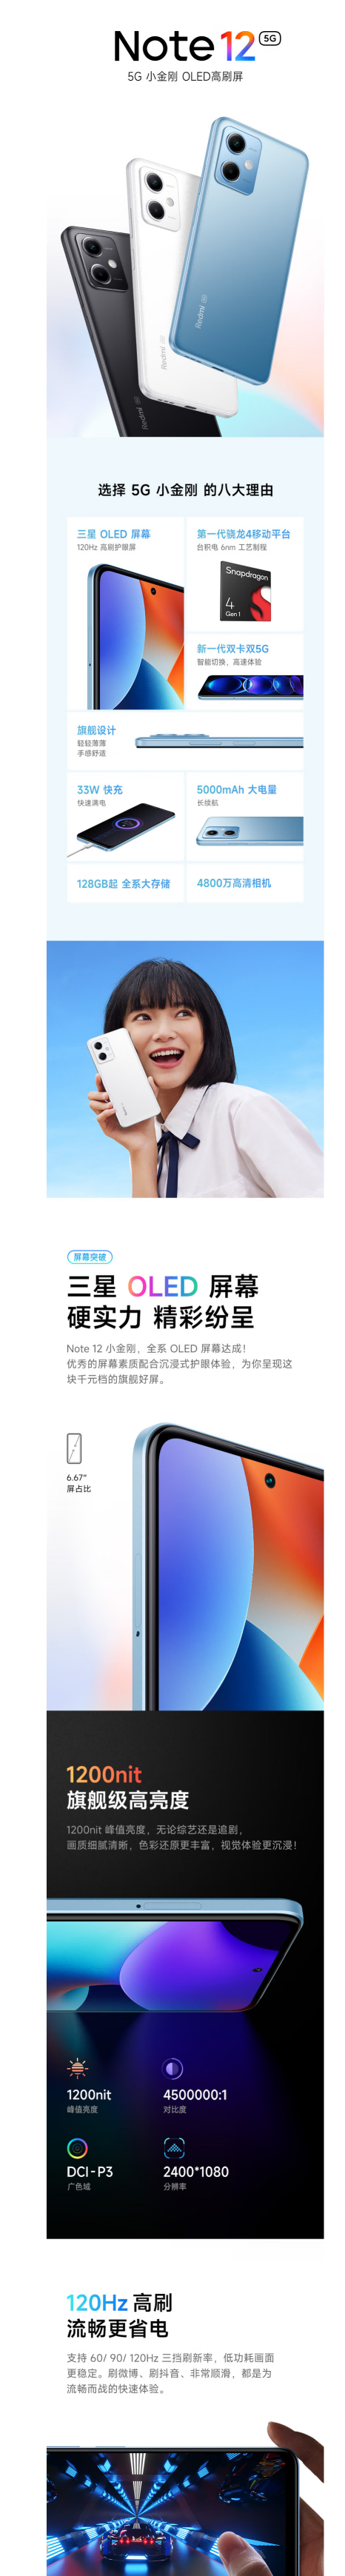 Note 12 5G
5G 小金刚 OLED高刷屏
Redmi
Redmi
Redmi
选择 5G 小金刚 的八大理由
三星 OLED 屏幕
120Hz 高刷护眼屏
第一代骁龙4移动平台
台积电 6nm 工艺制程
Snapdragon
4
Gen 1
新一代双卡双5G
智能切换，高速体验
旗舰设计
轻轻薄薄
手感舒适
33W 快充
快速满电
5000mAh 大电量
长续航
128GB起 全系大存储
4800万高清相机
屏幕突破
三星 OLED 屏幕
硬实力 精彩纷呈
Note 12 小金刚，全系 OLED 屏幕达成！
优秀的屏幕素质配合沉浸式护眼体验，为你呈现这
块千元档的旗舰好屏。
6.67"
屏占比
1200nit
旗舰级高亮度
1200nit 峰值亮度，无论综艺还是追剧，
画质细腻清晰，色彩还原更丰富，视觉体验更沉浸！
1200nit
峰值亮度
4500000:1
对比度
DCI-P3
广色域
2400*1080
分辨率
120Hz 高刷
流畅更省电
支持 60/ 90/ 120Hz 三挡刷新率，低功耗画面
更稳定。刷微博、刷抖音、非常顺滑，都是为
流畅而战的快速体验。